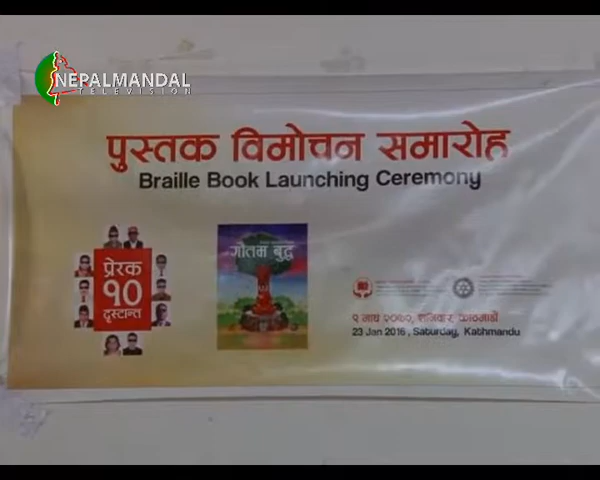 NEPALMANDAL
TELEVISION
पुस्तक विमोचन समारोह
Braille Book Launching Ceremony
प्रेरक
१०
दृस्टान्त
गौतम बुद्ध
९ माघ २०७२, शनिवार, काठमाडौं
23 Jan 2016, Saturday, Kathmandu